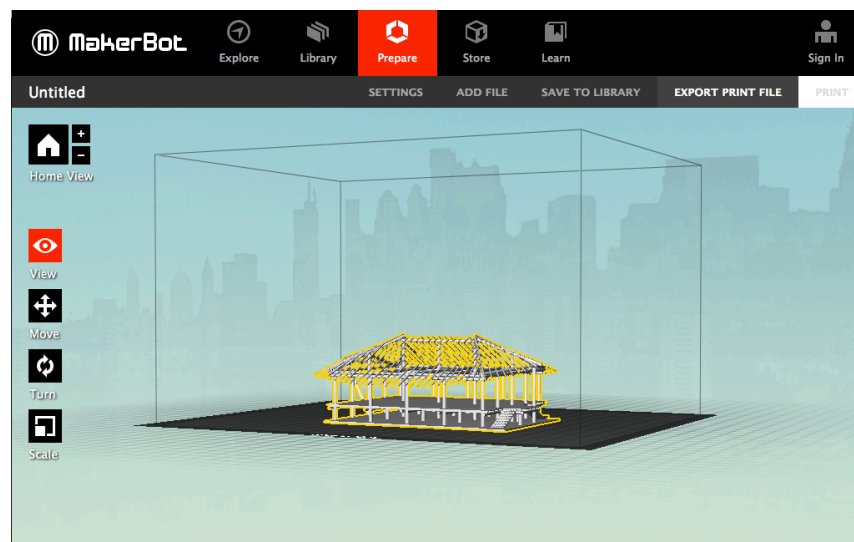 MakerBot
Explore
Library
Prepare
Store
Learn
Sign In
Untitled
SETTINGS
ADD FILE
SAVE TO LIBRARY
EXPORT PRINT FILE
PRINT
+
-
Home View
View
Move
Turn
Scale